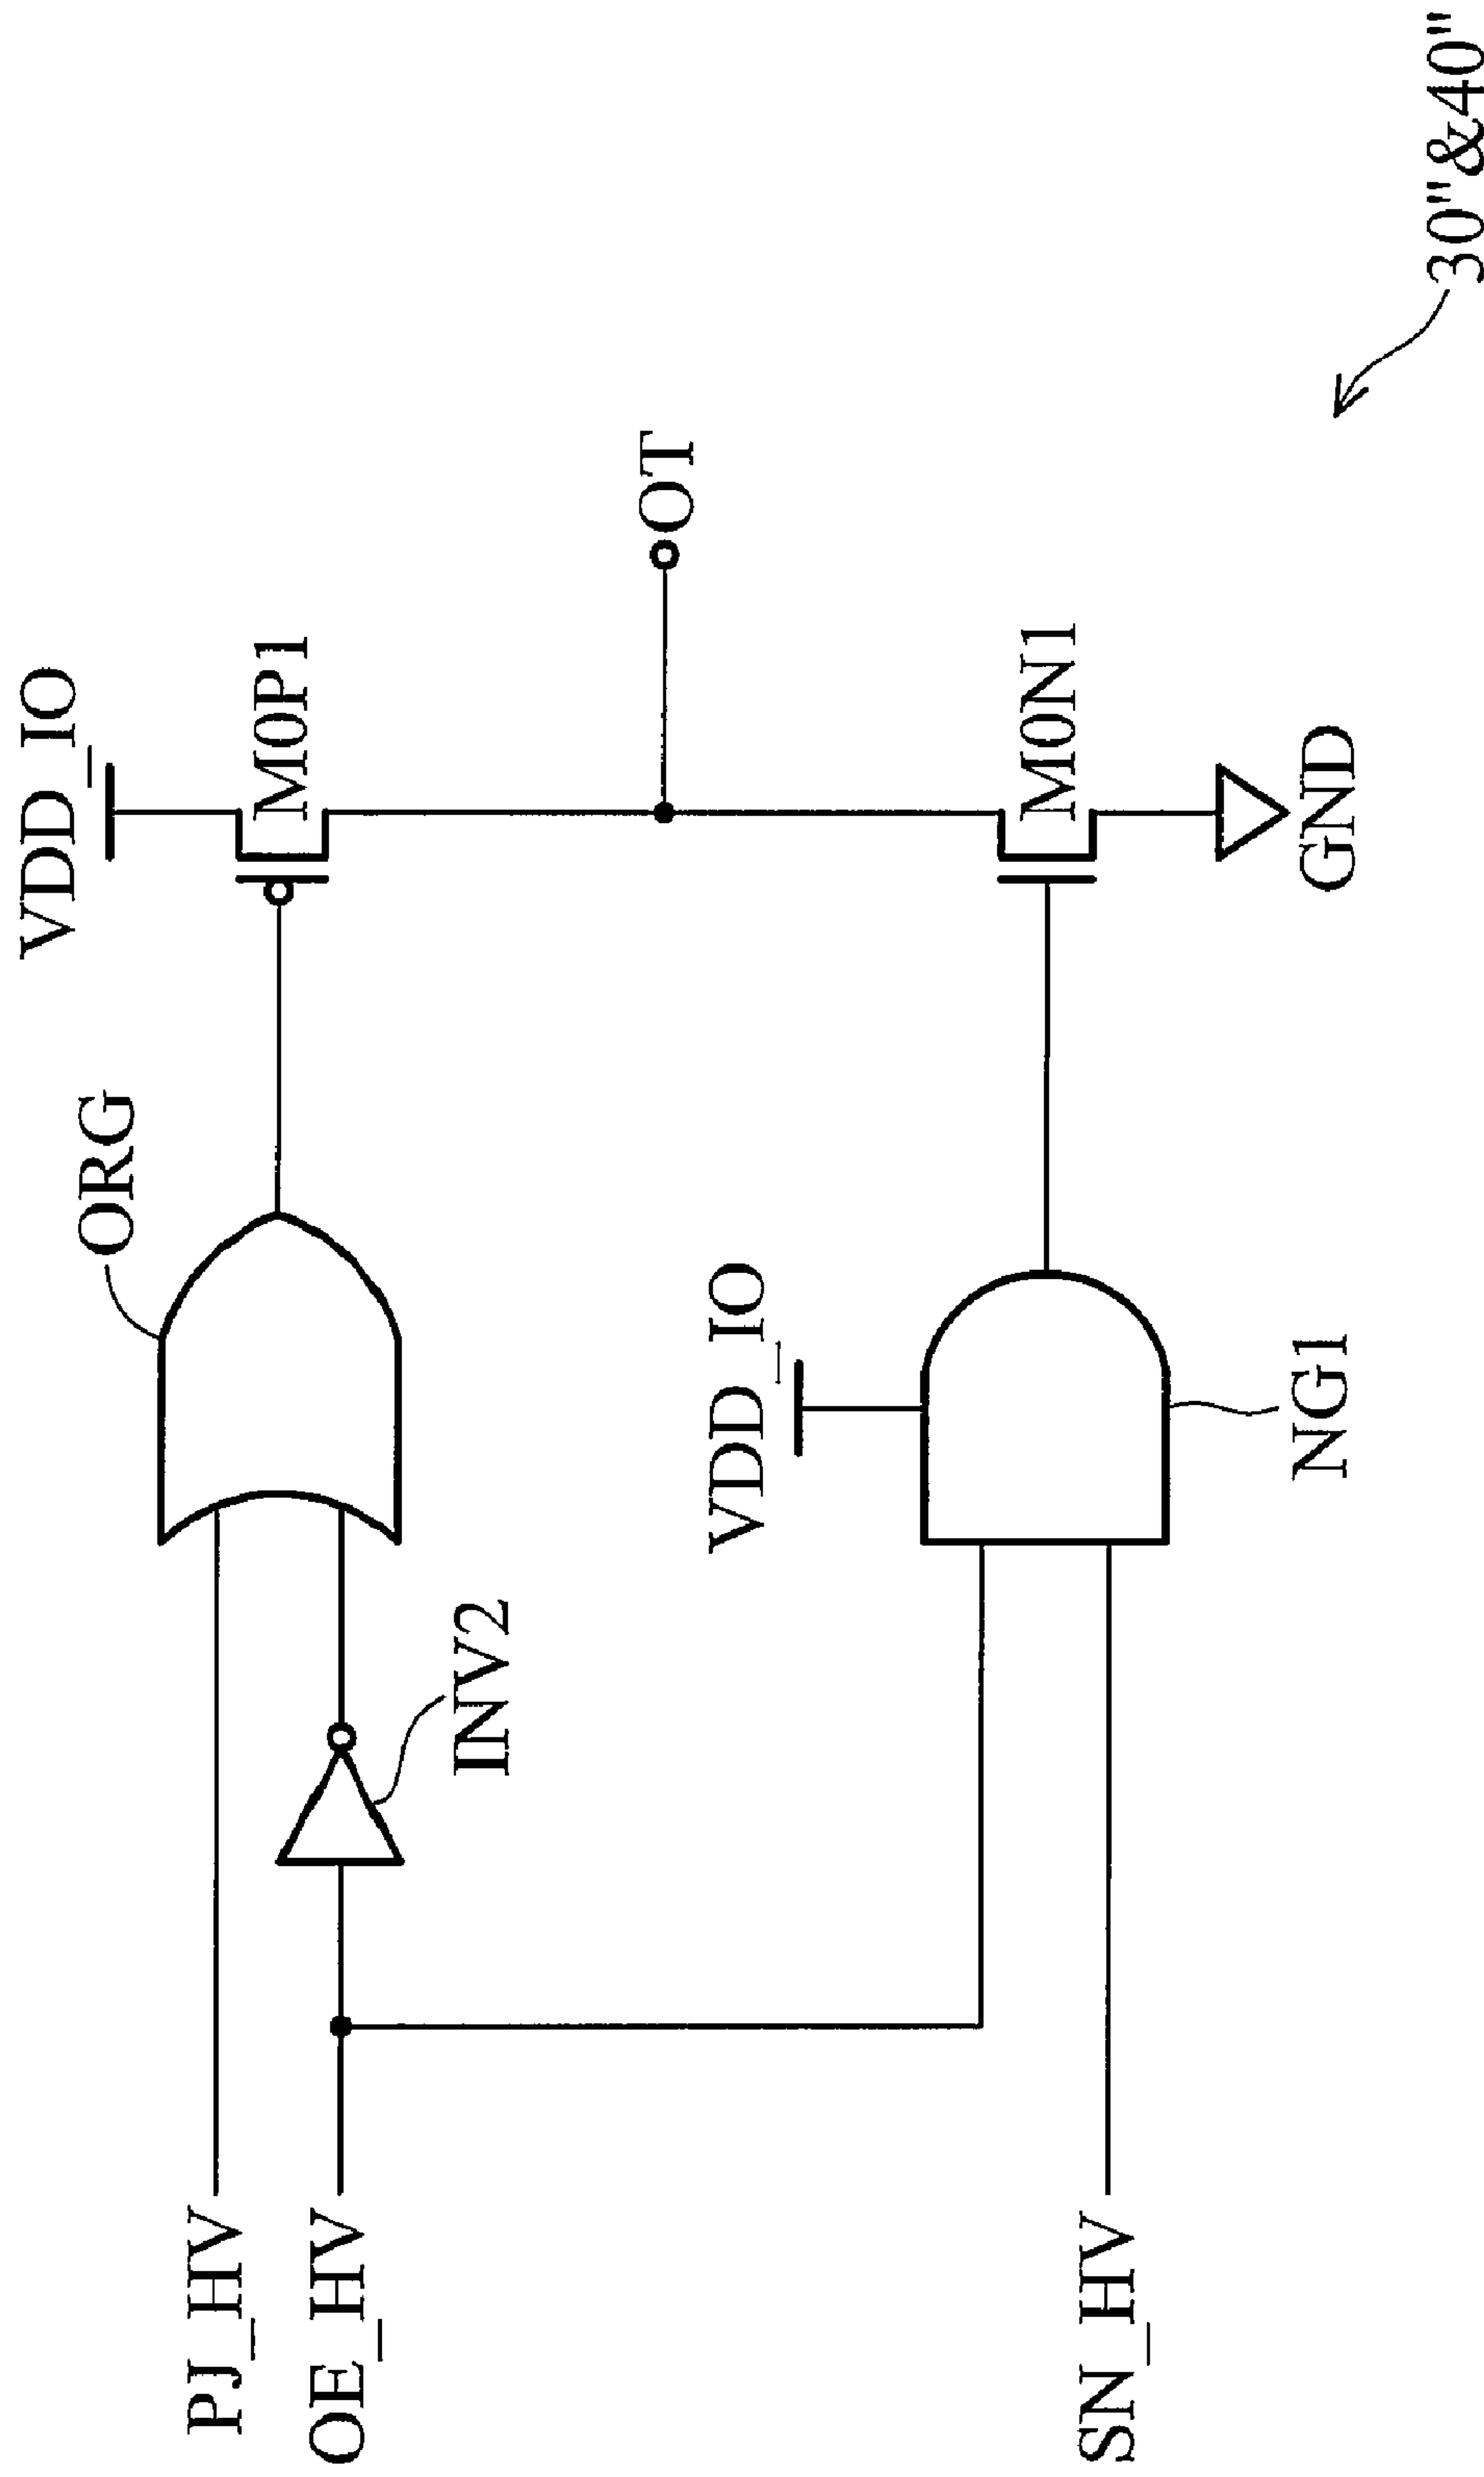 VDD_IO
ORG
M0P1
PJ_HV
OE_HV
INV2
OT
VDD_IO
M0N1
SN_HV
NG1
GND
30"&40"